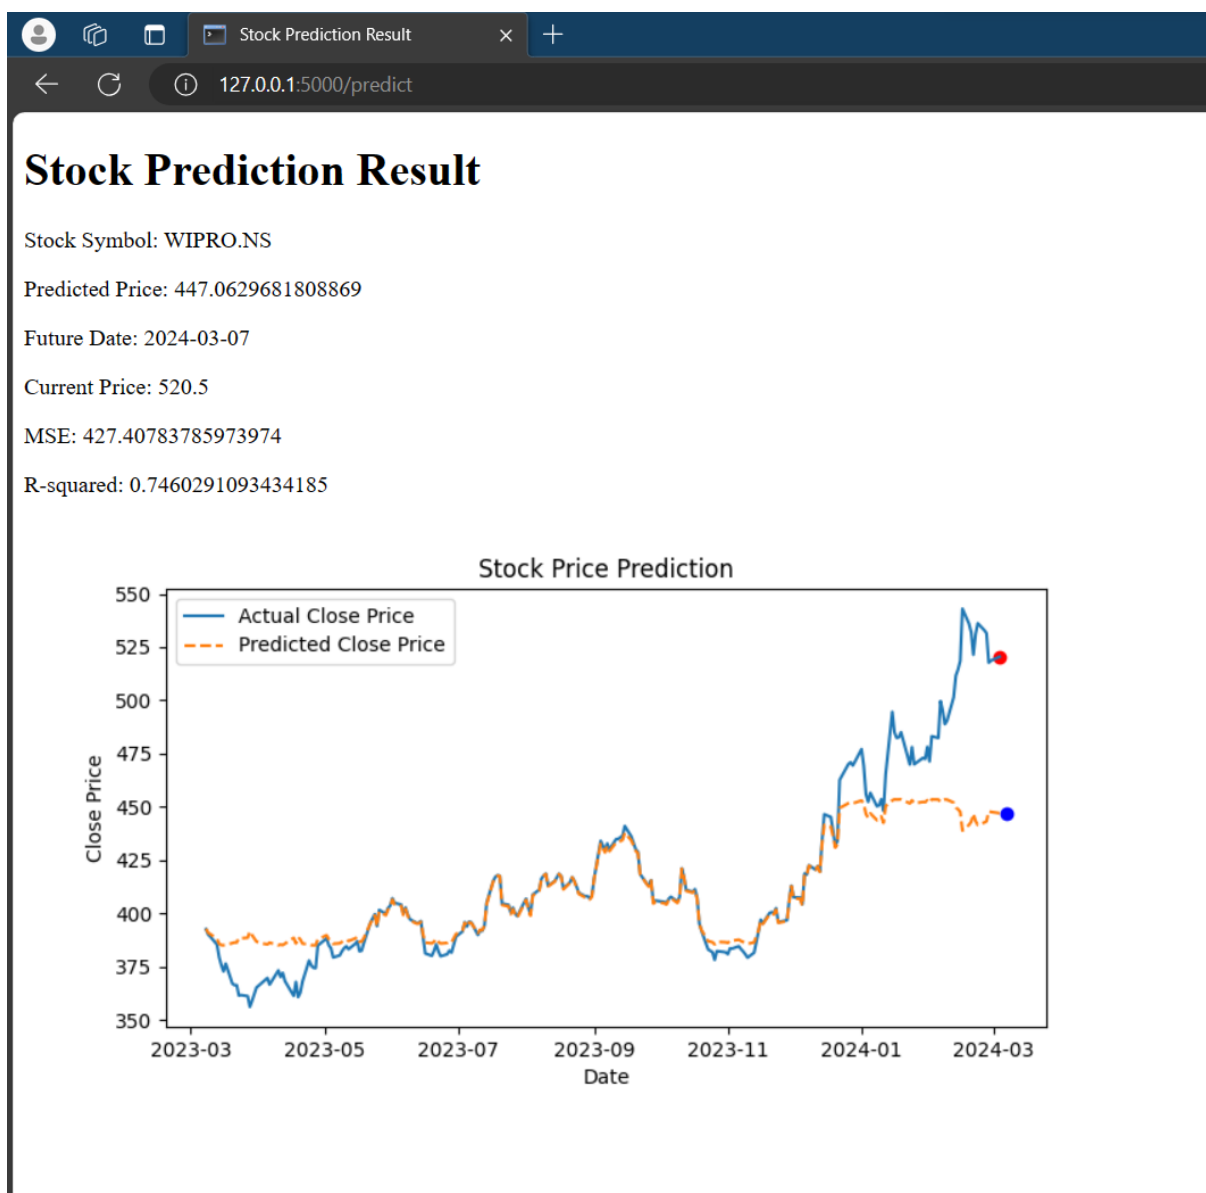 Stock Prediction Result
127.0.0.1:5000/predict
Stock Prediction Result
Stock Symbol: WIPRO.NS
Predicted Price: 447.0629681808869
Future Date: 2024-03-07
Current Price: 520.5
MSE: 427.40783785973974
R-squared: 0.7460291093434185
Stock Price Prediction
Actual Close Price
Predicted Close Price
550
525
500
475
450
425
400
375
350
Close Price
2023-03 2023-05 2023-07 2023-09 2023-11 2024-01 2024-03
Date